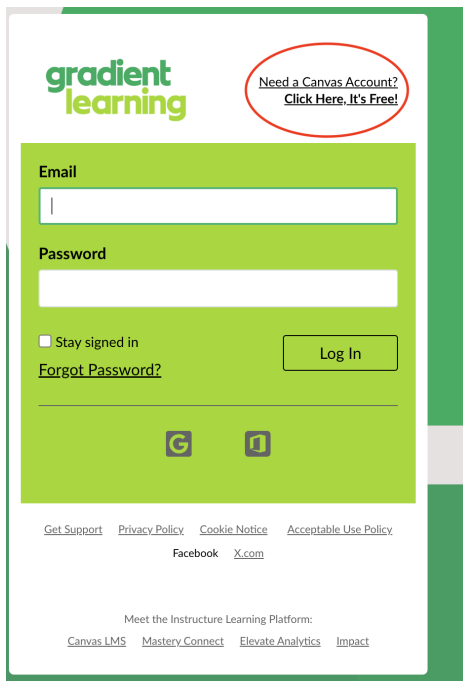 gradient
learning
Need a Canvas Account?
Click Here, It's Free!
Email
Password
Stay signed in
Log In
Forgot Password?
G
Get Support Privacy Policy Cookie Notice Acceptable Use Policy
Facebook X.com
Meet the Instructure Learning Platform:
Canvas LMS Mastery Connect Elevate Analytics Impact